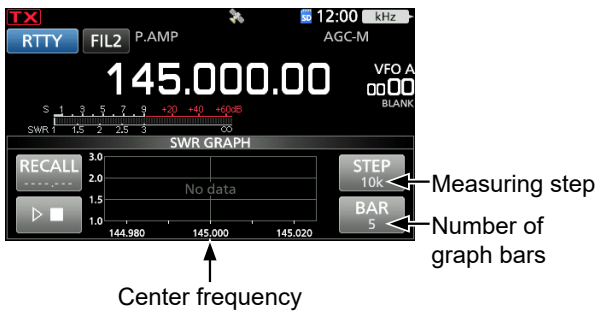 TX SD 12:00 kHz
RTTY FIL2 P.AMP AGC-M
145.000.00 VFO A
00
BLANK
S 1 3 5 7 9 +20 +40 +60dB
SWR 1 1.5 2 2.5 3 ∞
SWR GRAPH
RECALL
----.---
3.0
2.0
1.5
1.0
No data
144.980 145.000 145.020
STEP
10k
BAR
5
Measuring step
Number of
graph bars
Center frequency